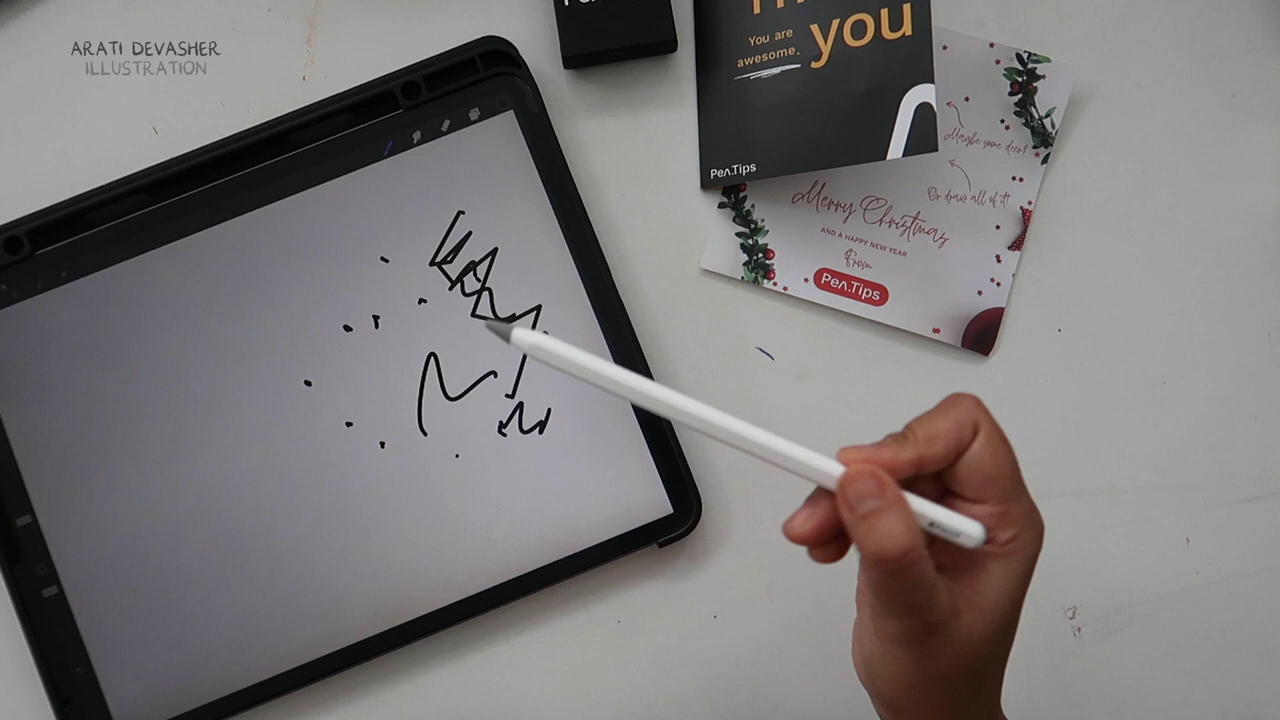 ARATI DEVASHER
ILLUSTRATION
You are
awesome.
you
Pen.Tips
Maybe some deer?
Or draw all of it?
Merry Christmas
AND A HAPPY NEW YEAR
From
Pen.Tips